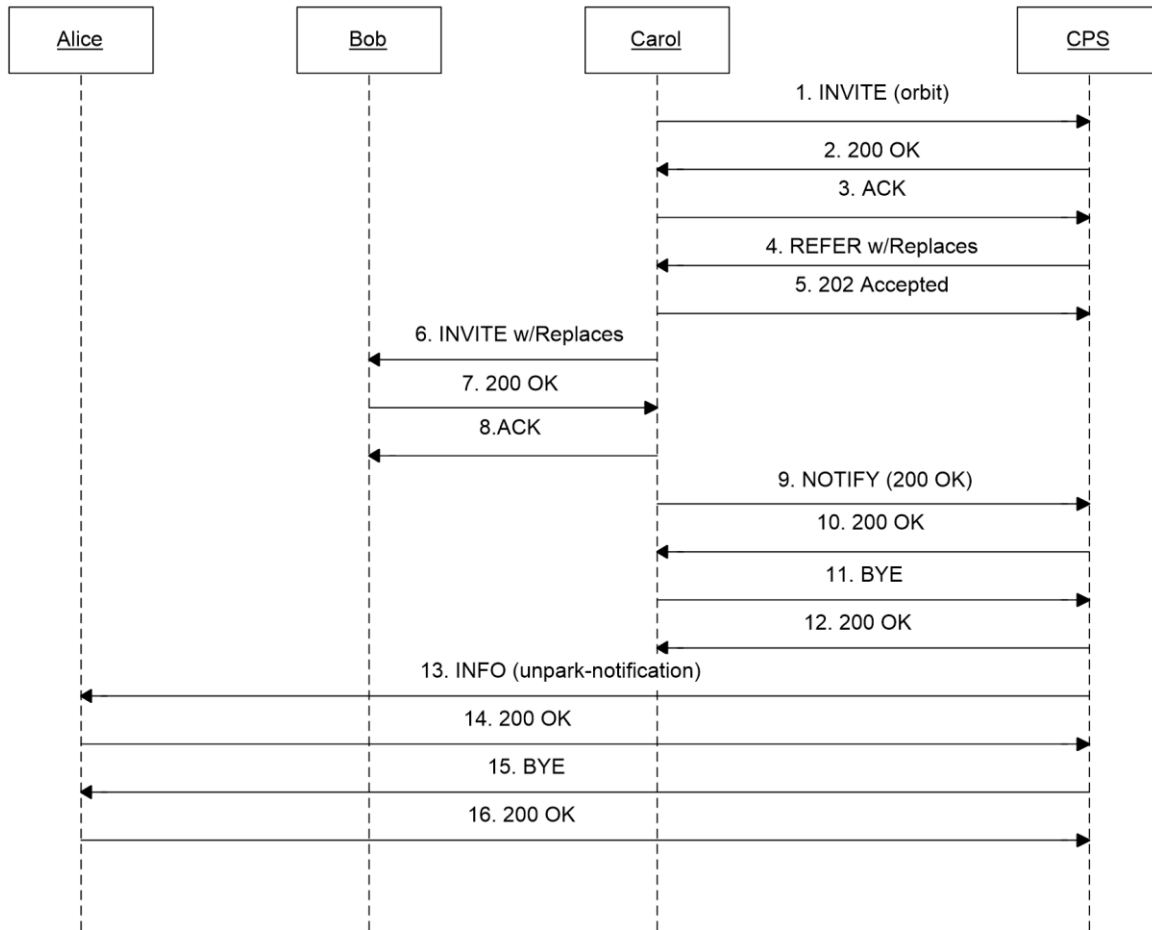 Alice
Bob
Carol
CPS
1. INVITE (orbit)
2. 200 OK
3. ACK
4. REFER w/Replaces
5. 202 Accepted
6. INVITE w/Replaces
7. 200 OK
8.ACK
9. NOTIFY (200 OK)
10. 200 OK
11. BYE
12. 200 OK
13. INFO (unpark-notification)
14. 200 OK
15. BYE
16. 200 OK